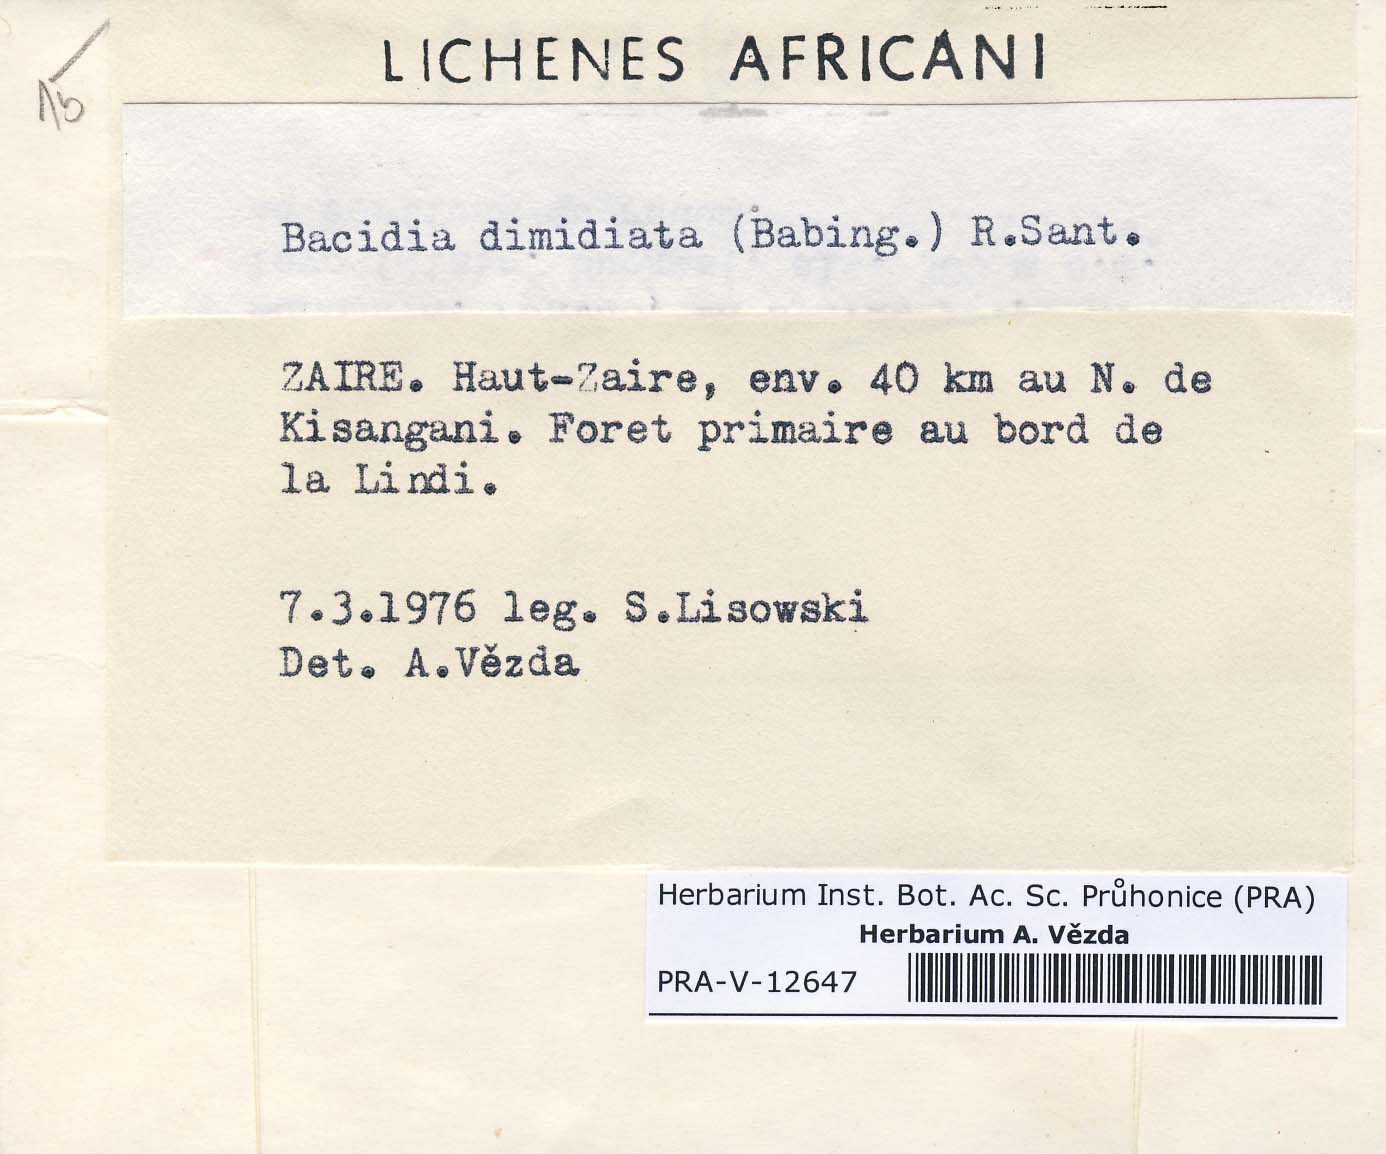 LICHENES AFRICANI
Bacidia dimidiata (Babing.) R.Sant.
ZAIRE. Haut-Zaire, env. 40 km au N. de
Kisangani. Foret primaire au bord de
la Lindi.
7.3.1976 leg. S.Lisowski
Det. A.Vězda
Herbarium Inst. Bot. Ac. Sc. Průhonice (PRA)
Herbarium A. Vězda
PRA-V-12647